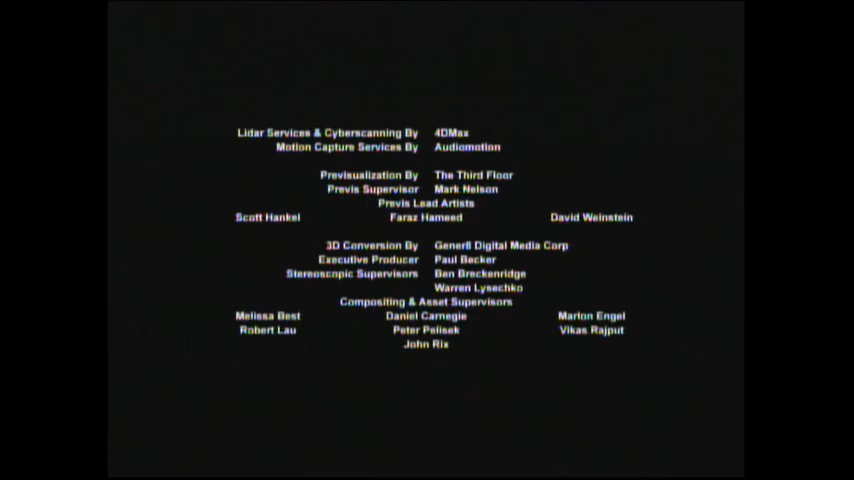 Lidar Services & Cyberscanning By 4DMax
Motion Capture Services By Audiomotion
Previsualization By The Third Floor
Previs Supervisor Mark Nelson
Previs Lead Artists
Scott Hankel Faraz Hameed David Weinstein
3D Conversion By Gener8 Digital Media Corp
Executive Producer Paul Becker
Stereoscopic Supervisors Ben Breckenridge
Warren Lysechko
Compositing & Asset Supervisors
Melissa Best Daniel Carnegie Marlon Engel
Robert Lau Peter Pelisek Vikas Rajput
John Rix